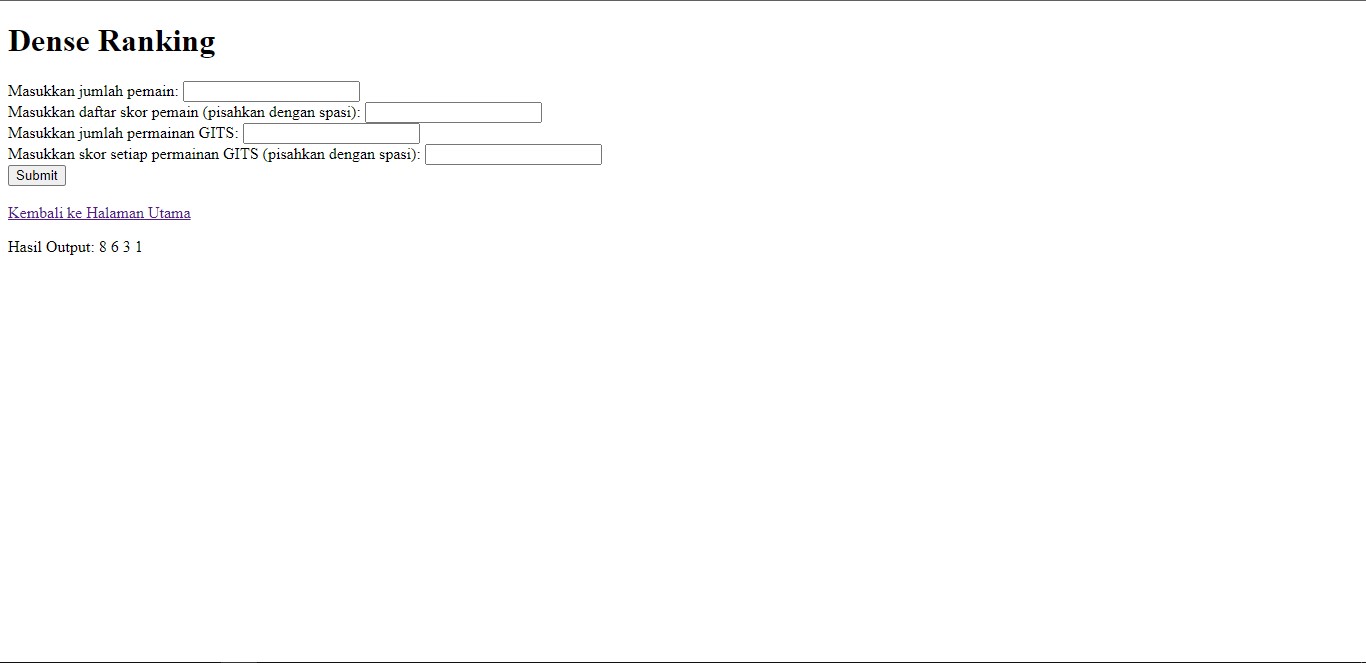 Dense Ranking
Masukkan jumlah pemain:
Masukkan daftar skor pemain (pisahkan dengan spasi):
Masukkan jumlah permainan GITS:
Masukkan skor setiap permainan GITS (pisahkan dengan spasi):
Submit
Kembali ke Halaman Utama
Hasil Output: 8 6 3 1